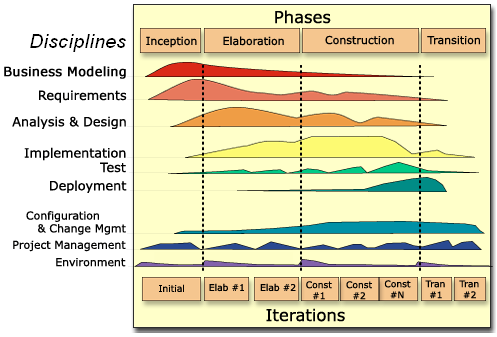 Phases
Disciplines
Inception Elaboration Construction Transition
Business Modeling
Requirements
Analysis & Design
Implementation
Test
Deployment
Configuration
& Change Mgmt
Project Management
Environment
Initial Elab #1 Elab #2 Const #1 Const #2 Const #N Tran #1 Tran #2
Iterations